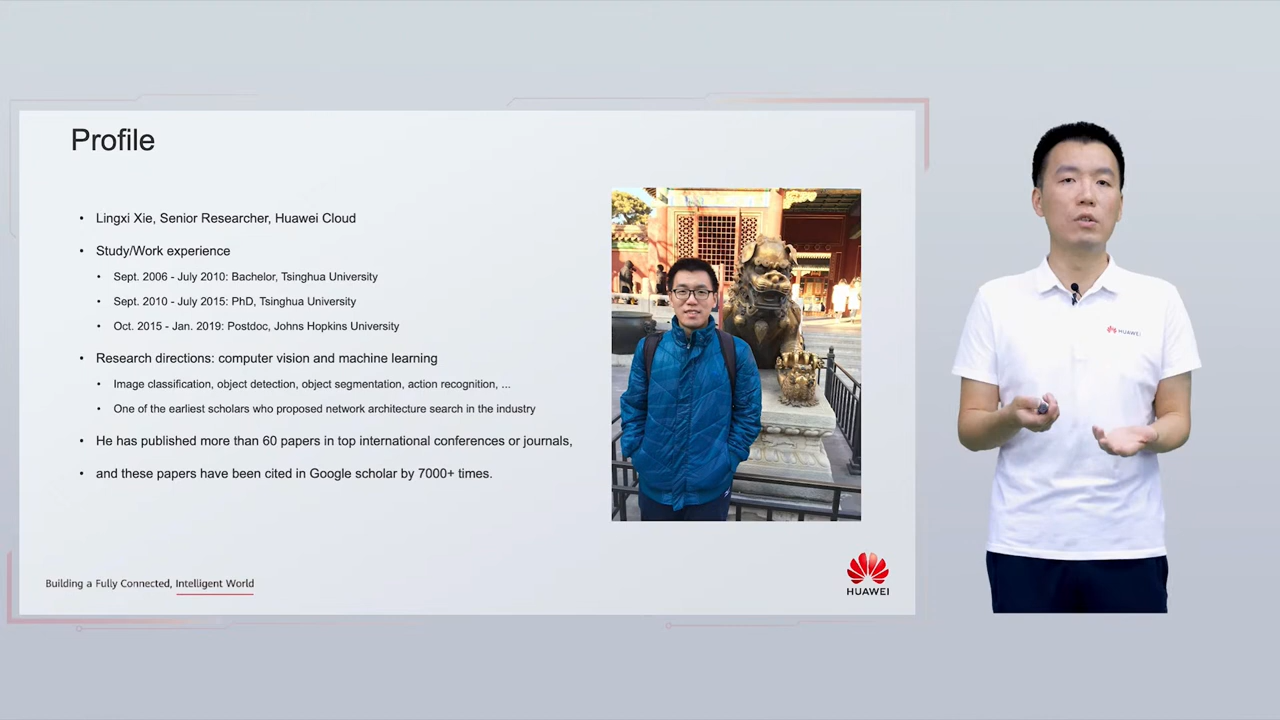 Profile
• Lingxi Xie, Senior Researcher, Huawei Cloud
• Study/Work experience
• Sept. 2006 - July 2010: Bachelor, Tsinghua University
• Sept. 2010 - July 2015: PhD, Tsinghua University
• Oct. 2015 - Jan. 2019: Postdoc, Johns Hopkins University
• Research directions: computer vision and machine learning
• Image classification, object detection, object segmentation, action recognition, ...
• One of the earliest scholars who proposed network architecture search in the industry
• He has published more than 60 papers in top international conferences or journals,
• and these papers have been cited in Google scholar by 7000+ times.
Building a Fully Connected, Intelligent World
HUAWEI
HUAWEI